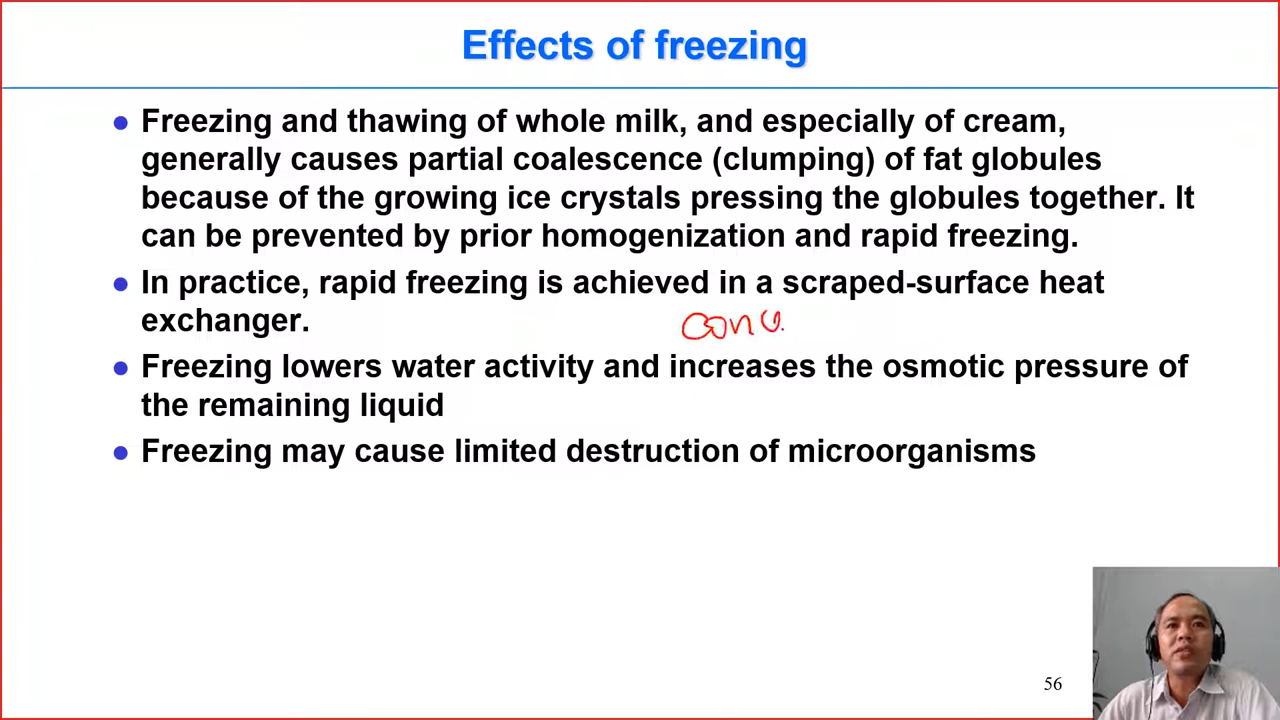 Effects of freezing
● Freezing and thawing of whole milk, and especially of cream,
generally causes partial coalescence (clumping) of fat globules
because of the growing ice crystals pressing the globules together. It
can be prevented by prior homogenization and rapid freezing.
● In practice, rapid freezing is achieved in a scraped-surface heat
exchanger.
● Freezing lowers water activity and increases the osmotic pressure of
the remaining liquid
● Freezing may cause limited destruction of microorganisms
56